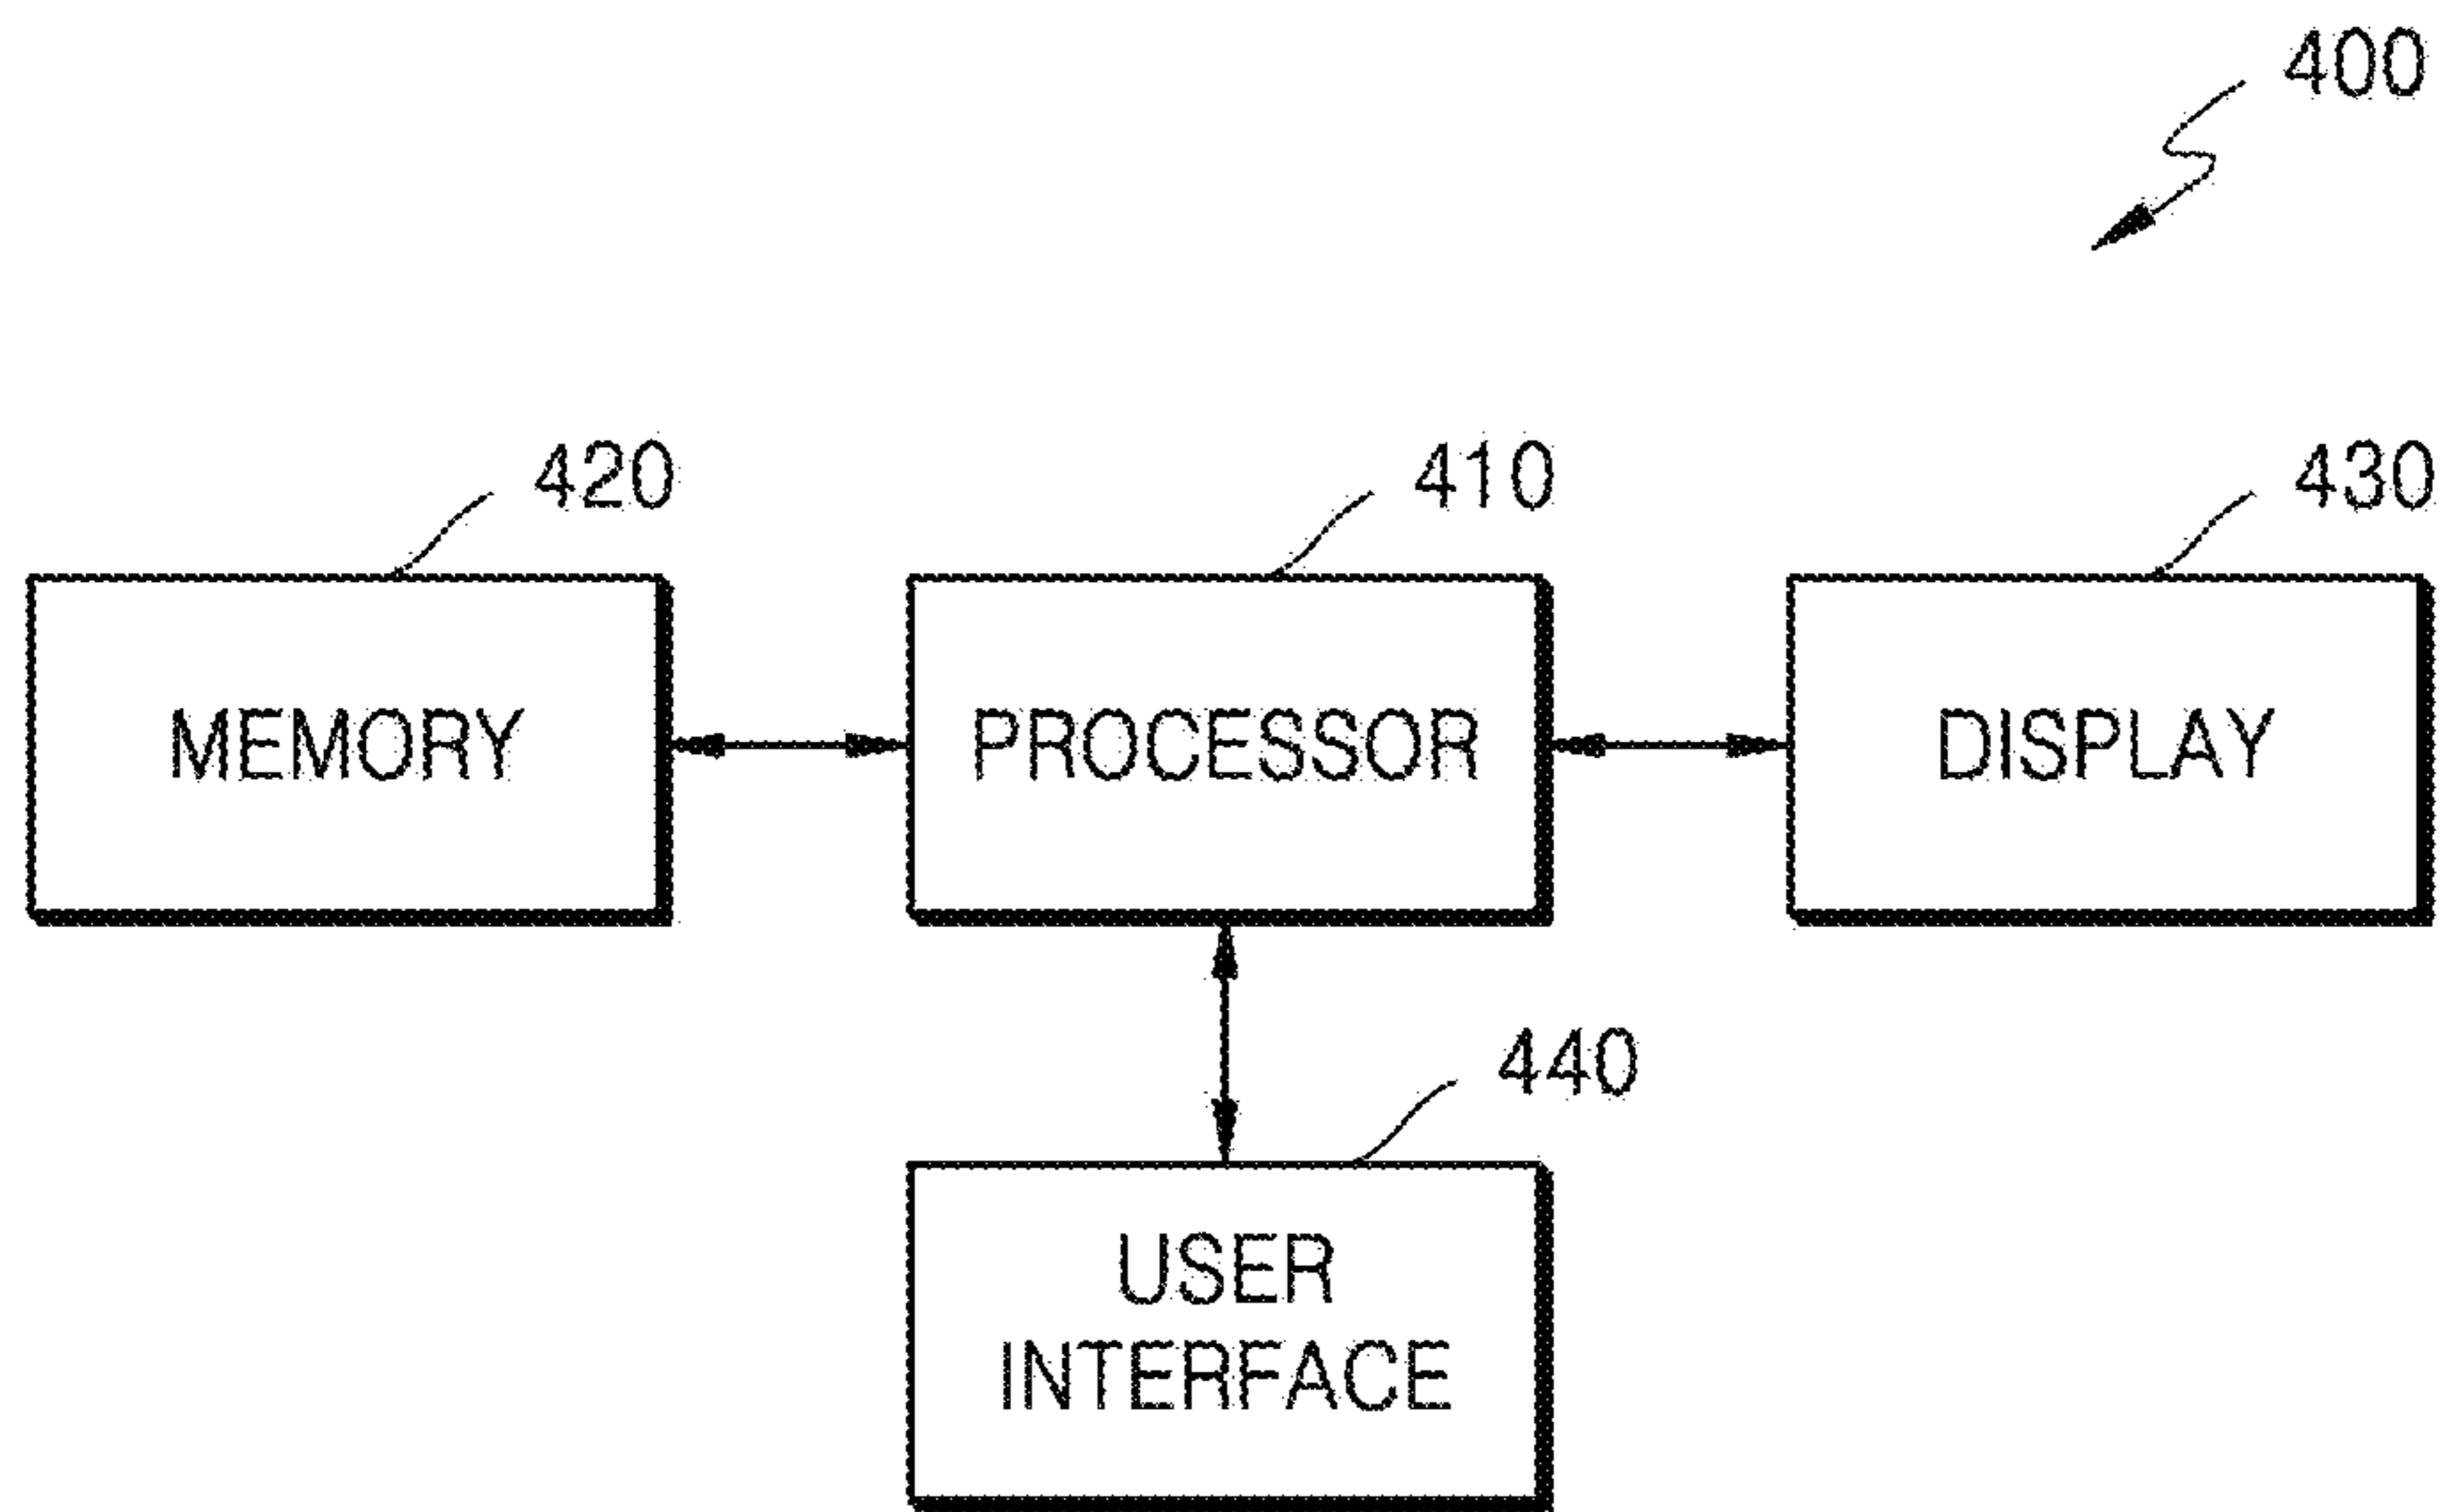 400
420
410
430
MEMORY
PROCESSOR
DISPLAY
440
USER
INTERFACE